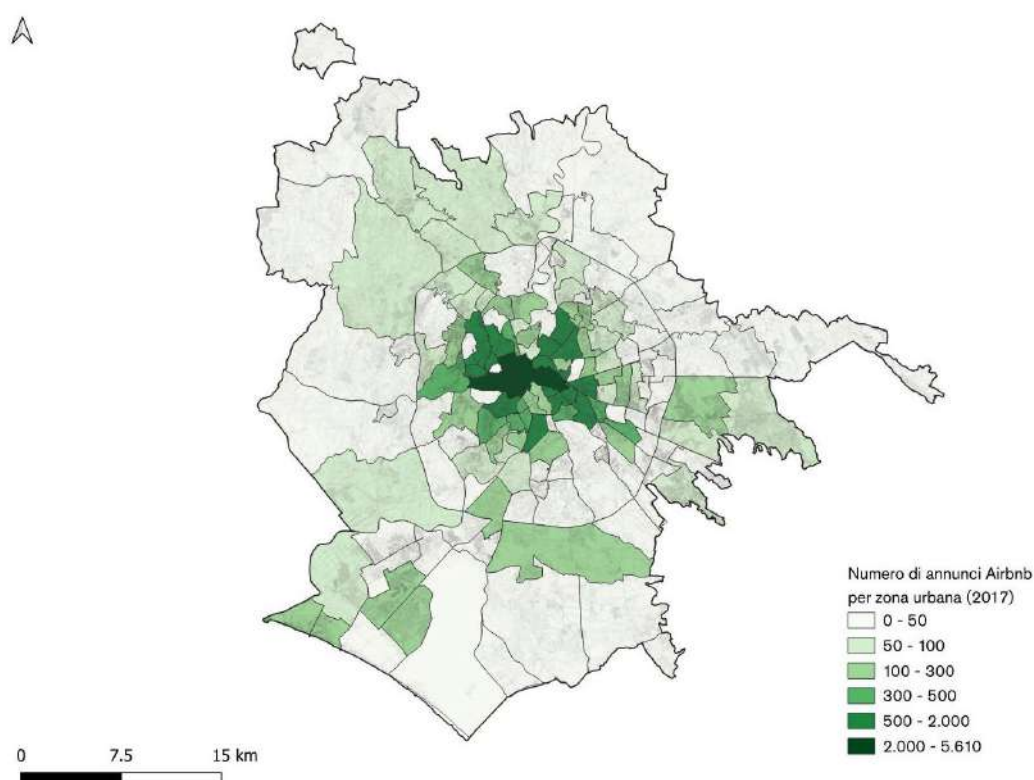 Numero di annunci Airbnb
per zona urbana (2017)
0 - 50
50 - 100
100 - 300
300 - 500
500 - 2.000
2.000 - 5.610
0 7.5 15 km